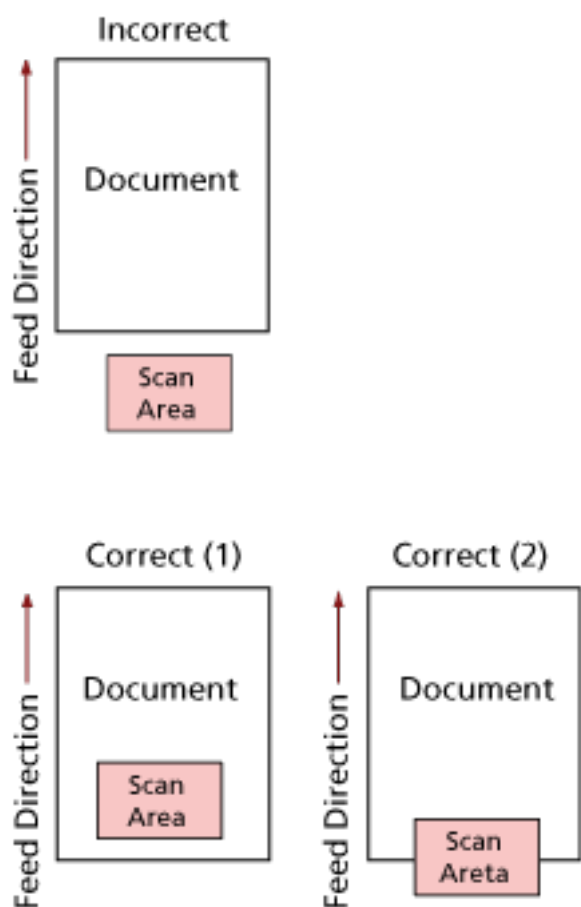 Incorrect
Feed Direction
Document
Scan
Area
Correct (1)
Feed Direction
Document
Scan
Area
Correct (2)
Feed Direction
Document
Scan
Areta